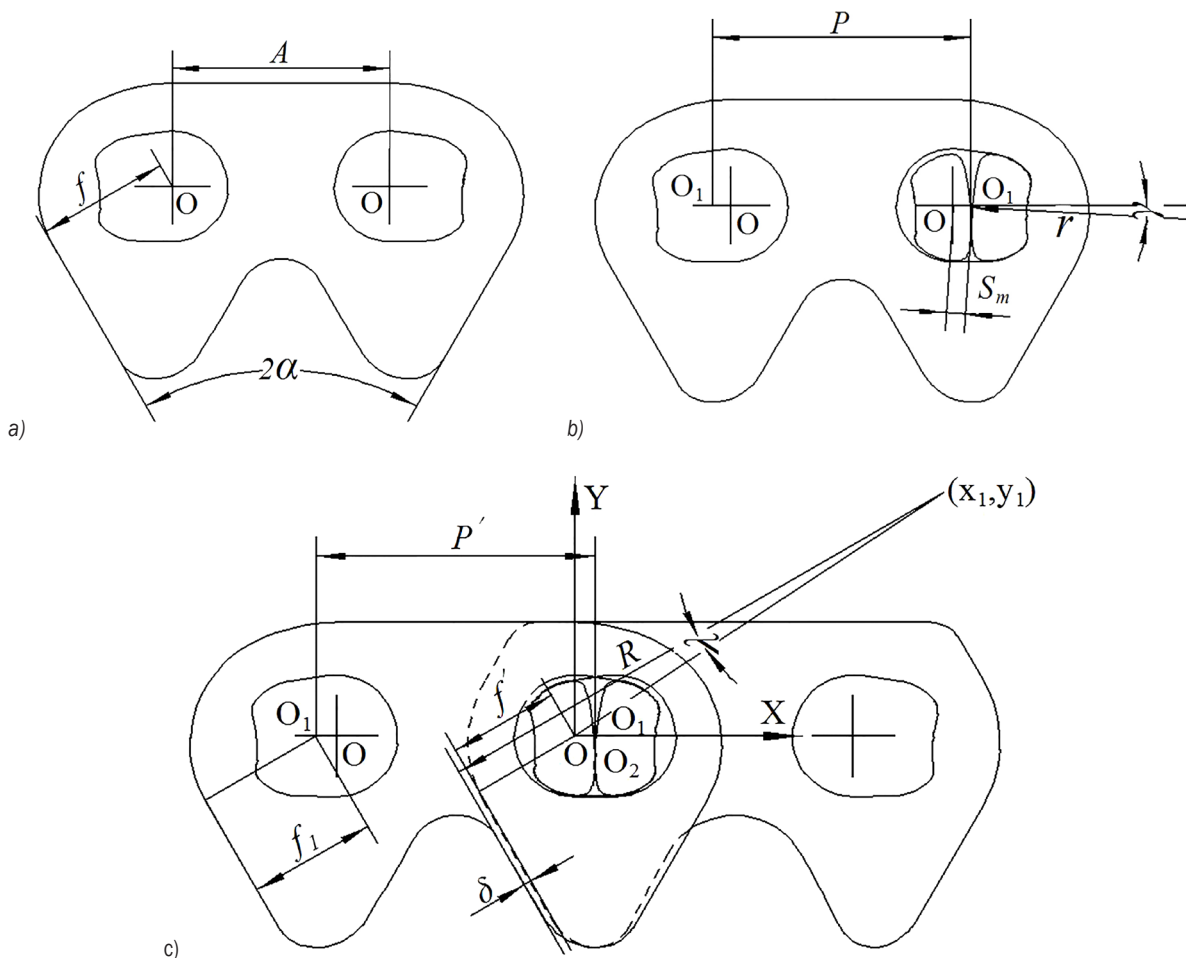 A
f
O
O
2α
a)
P
O₁
O
O
O₁
r
Sₘ
b)
Y
(x₁,y₁)
P′
R
f′
X
O₁
O
O
O₁
O₂
f₁
δ
c)